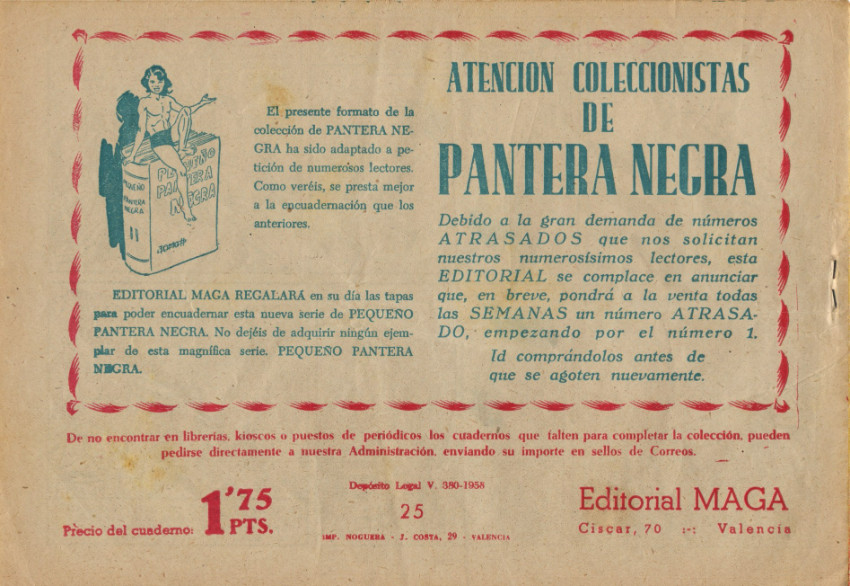 El presente formato de la
colección de PANTERA NE-
GRA ha sido adaptado a pe-
tición de numerosos lectores.
Como veréis, se presta mejor
a la encuadernación que los
anteriores.
PEQUEÑO
PANTERA
NEGRA
PEQUEÑO
PANTERA
NEGRA
II
EDITORIAL MAGA REGALARÁ en su día las tapas
para poder encuadernar esta nueva serie de PEQUEÑO
PANTERA NEGRA. No dejéis de adquirir ningún ejem-
plar de esta magnífica serie. PEQUEÑO PANTERA
NEGRA.
ATENCION COLECCIONISTAS
DE
PANTERA NEGRA
Debido a la gran demanda de números
ATRASADOS que nos solicitan
nuestros numerosísimos lectores, esta
EDITORIAL se complace en anunciar
que, en breve, pondrá a la venta todas
las SEMANAS un número ATRASA-
DO, empezando por el número 1.
Id comprándolos antes de
que se agoten nuevamente.
De no encontrar en librerías, kioscos o puestos de periódicos los cuadernos que falten para completar la colección, pueden
pedirse directamente a nuestra Administración, enviando su importe en sellos de Correos.
Precio del cuaderno: 1'75 PTS.
Depósito Legal V. 380-1958
25
IMP. NOGUERA - J. COSTA, 29 - VALENCIA
Editorial MAGA
Císcar, 70 :-: Valencia